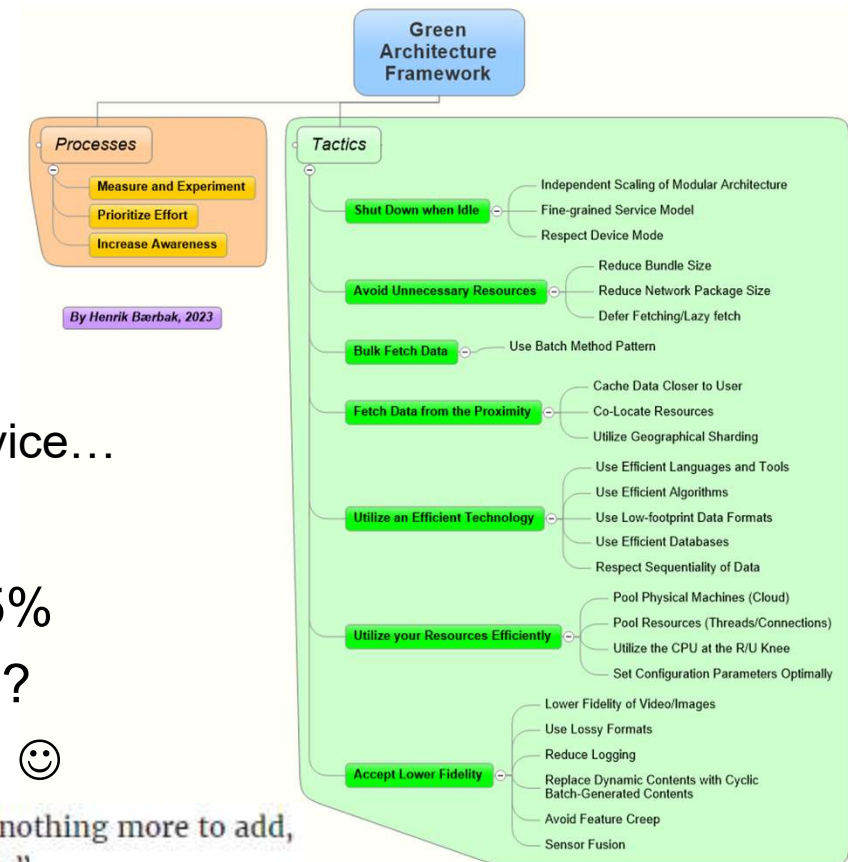 Green
Architecture
Framework
Processes
Measure and Experiment
Prioritize Effort
Increase Awareness
By Henrik Bærbak, 2023
Tactics
Shut Down when Idle
Independent Scaling of Modular Architecture
Fine-grained Service Model
Respect Device Mode
Avoid Unnecessary Resources
Reduce Bundle Size
Reduce Network Package Size
Defer Fetching/Lazy fetch
Bulk Fetch Data
Use Batch Method Pattern
Fetch Data from the Proximity
Cache Data Closer to User
Co-Locate Resources
Utilize Geographical Sharding
Utilize an Efficient Technology
Use Efficient Languages and Tools
Use Efficient Algorithms
Use Low-footprint Data Formats
Use Efficient Databases
Respect Sequentiality of Data
Utilize your Resources Efficiently
Pool Physical Machines (Cloud)
Pool Resources (Threads/Connections)
Utilize the CPU at the R/U Knee
Set Configuration Parameters Optimally
Accept Lower Fidelity
Lower Fidelity of Video/Images
Use Lossy Formats
Reduce Logging
Replace Dynamic Contents with Cyclic
Batch-Generated Contents
Avoid Feature Creep
Sensor Fusion
vice…
5%
?
☺
nothing more to add,